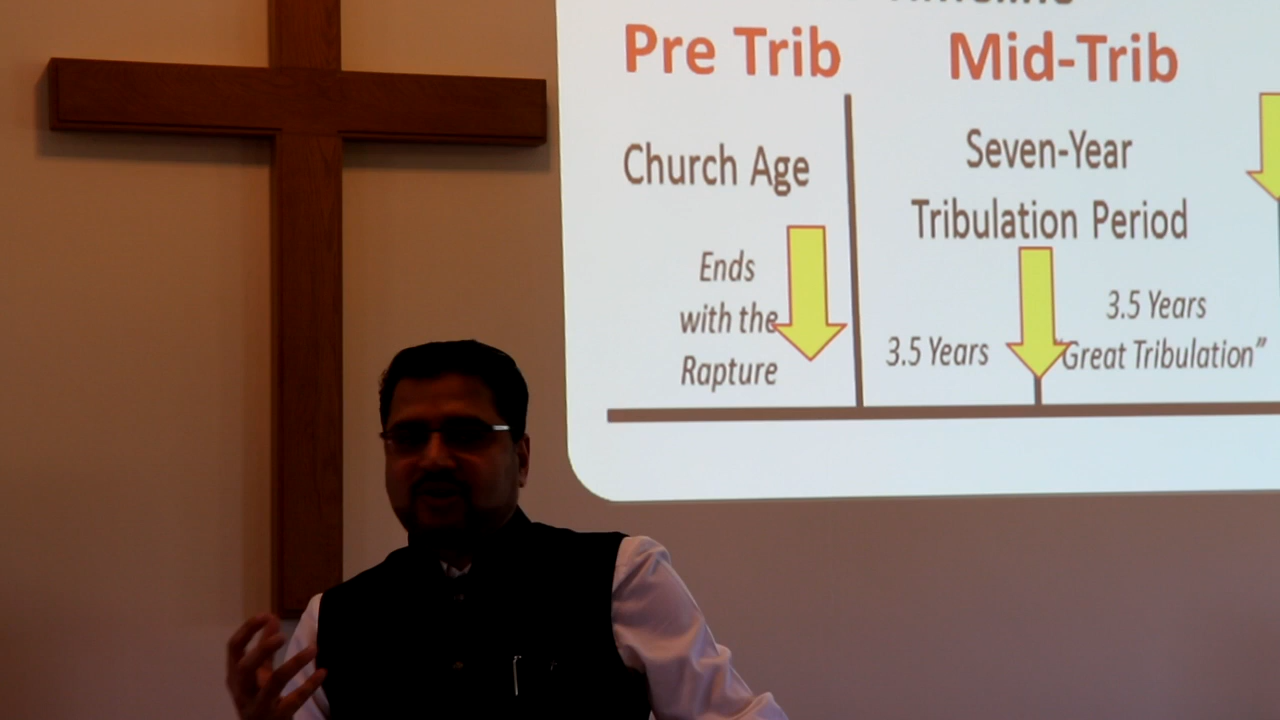 Pre Trib
Mid-Trib
Church Age
Ends
with the
Rapture
Seven-Year
Tribulation Period
3.5 Years
3.5 Years
Great Tribulation”